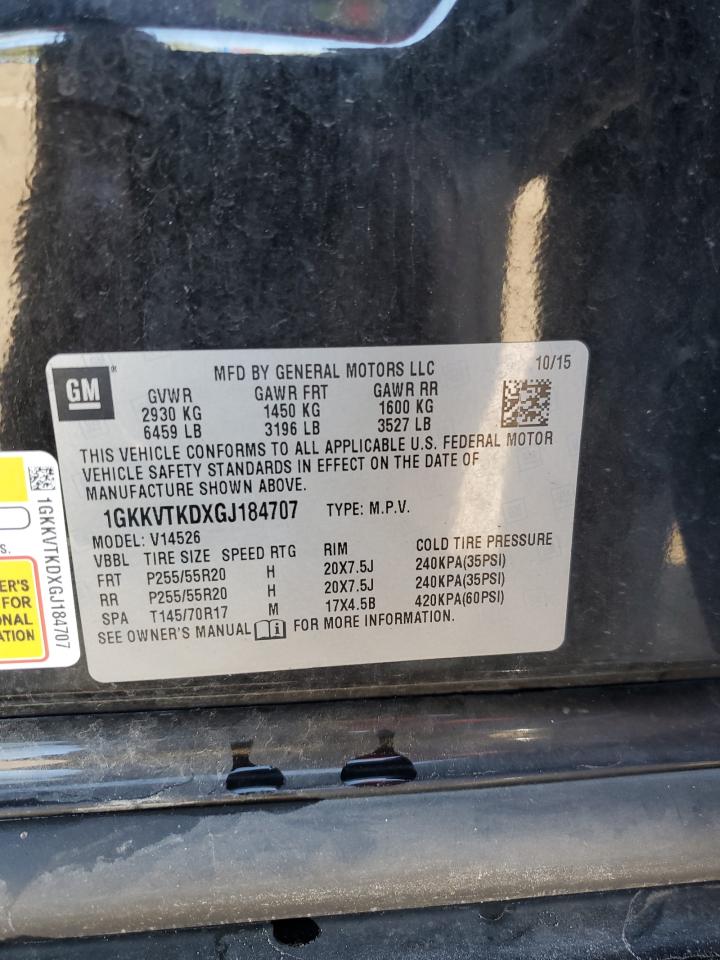 GM
MFD BY GENERAL MOTORS LLC 10/15
GVWR GAWR FRT GAWR RR
2930 KG 1450 KG 1600 KG
6459 LB 3196 LB 3527 LB
THIS VEHICLE CONFORMS TO ALL APPLICABLE U.S. FEDERAL MOTOR
VEHICLE SAFETY STANDARDS IN EFFECT ON THE DATE OF
MANUFACTURE SHOWN ABOVE.
1GKKVTKDXGJ184707 TYPE: M.P.V.
MODEL: V14526
VBBL TIRE SIZE SPEED RTG RIM COLD TIRE PRESSURE
FRT P255/55R20 H 20X7.5J 240KPA(35PSI)
RR P255/55R20 H 20X7.5J 240KPA(35PSI)
SPA T145/70R17 M 17X4.5B 420KPA(60PSI)
SEE OWNER'S MANUAL FOR MORE INFORMATION.
1GKKVTKDXGJ184707
S.
ER'S
FOR
ONAL
ATION